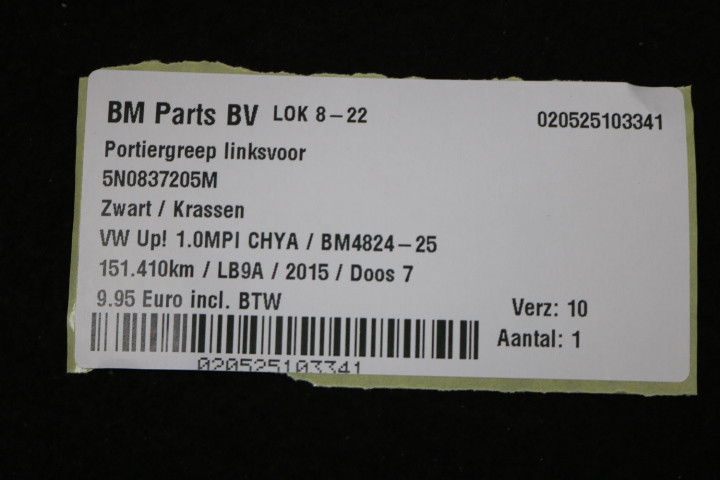 BM Parts BV LOK 8-22 020525103341
Portiergreep linksvoor
5N0837205M
Zwart / Krassen
VW Up! 1.0MPI CHYA / BM4824-25
151.410km / LB9A / 2015 / Doos 7
9.95 Euro incl. BTW
Verz: 10
Aantal: 1
020525103341